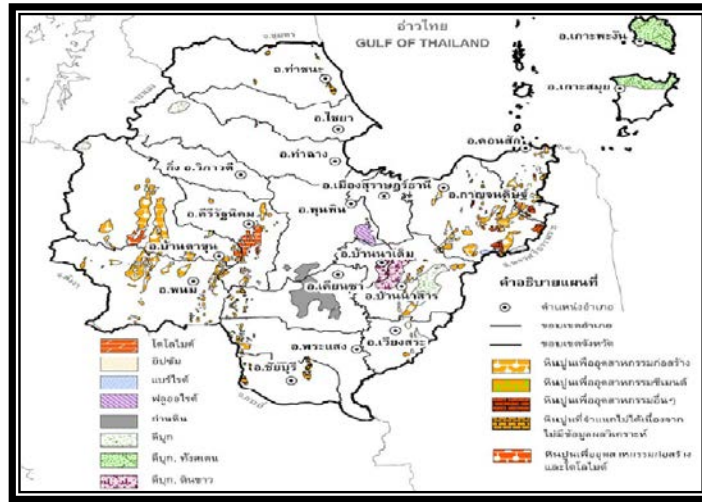 อ่าวไทย
GULF OF THAILAND
อ.เกาะพะงัน
อ.เกาะสมุย
อ.ท่าชนะ
อ.ไชยา
อ.ดอนสัก
อ.ท่าฉาง
กิ่ง อ.วิภาวดี
อ.เมืองสุราษฎร์ธานี
อ.กาญจนดิษฐ์
อ.คีรีรัฐนิคม
อ.พุนพิน
อ.บ้านตาขุน
อ.บ้านนาเดิม
อ.พนม
อ.เคียนซา
อ.บ้านนาสาร
อ.เวียงสระ
อ.พระแสง
อ.ชัยบุรี
คำอธิบายแผนที่
ตำแหน่งอำเภอ
ขอบเขตอำเภอ
ขอบเขตจังหวัด
โดโลไมต์
ยิปซัม
แบร์ไรต์
ฟลูออไรต์
ถ่านหิน
ดีบุก
ดีบุก, ทังสเตน
ดีบุก, ดินขาว
หินปูนเพื่ออุตสาหกรรมก่อสร้าง
หินปูนเพื่ออุตสาหกรรมซีเมนต์
หินปูนเพื่ออุตสาหกรรมอื่นๆ
หินปูนที่จำแนกไม่ได้เนื่องจาก
ไม่มีข้อมูลผลวิเคราะห์
หินปูนเพื่ออุตสาหกรรมก่อสร้าง
และโดโลไมต์